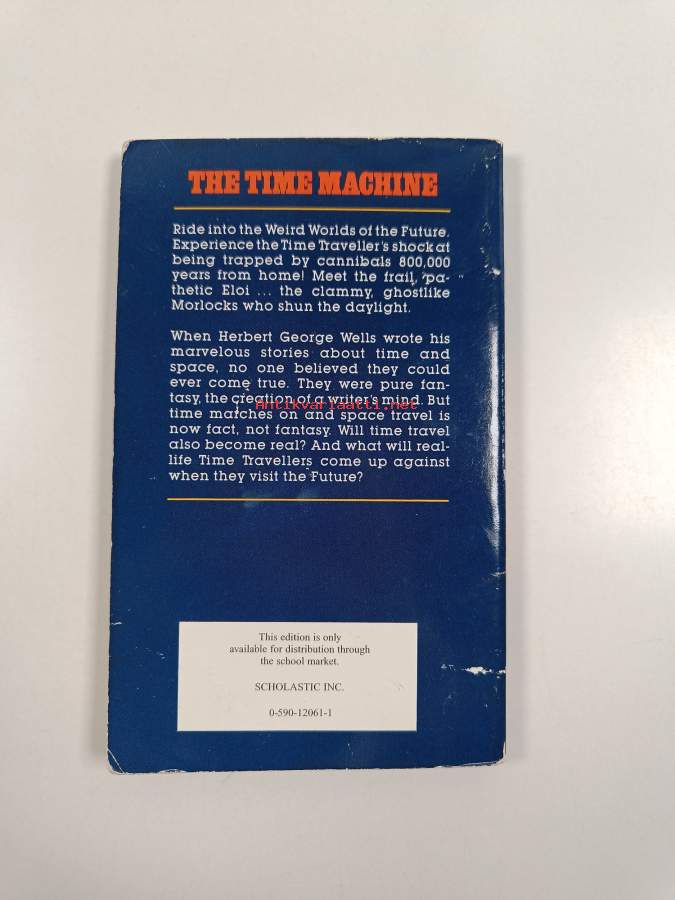 THE TIME MACHINE
Ride into the Weird Worlds of the Future.
Experience the Time Traveller's shock at
being trapped by cannibals 800,000
years from home! Meet the frail, pa-
thetic Eloi ... the clammy, ghostlike
Morlocks who shun the daylight.
When Herbert George Wells wrote his
marvelous stories about time and
space, no one believed they could
ever come true. They were pure fan-
tasy, the creation of a writer's mind. But
Antikvariaatti.net
time marches on and space travel is
now fact, not fantasy. Will time travel
also become real? And what will real-
life Time Travellers come up against
when they visit the Future?
This edition is only
available for distribution through
the school market.
SCHOLASTIC INC.
0-590-12061-1